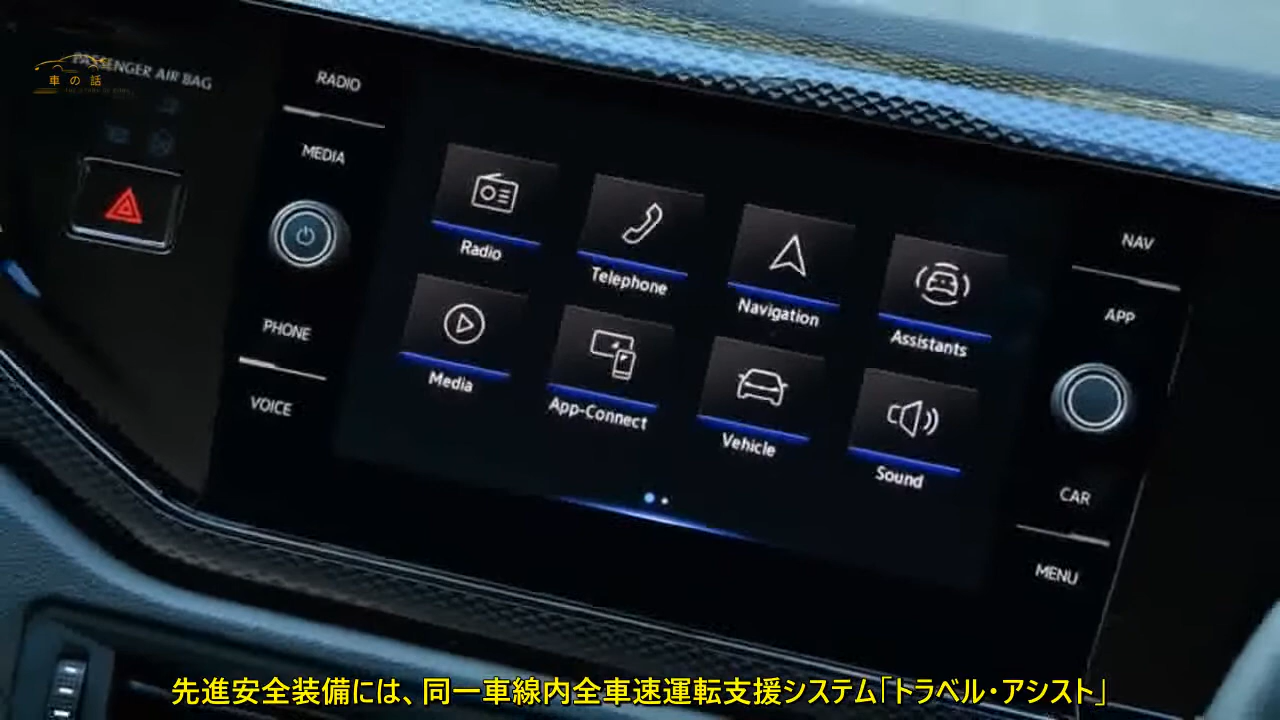 PASSENGER AIR BAG
車の話
RADIO
MEDIA
PHONE
VOICE
Radio
Telephone
Navigation
Assistants
Media
App-Connect
Vehicle
Sound
NAV
APP
CAR
MENU
先進安全装備には、同一車線内全車速運転支援システム「トラベル・アシスト」